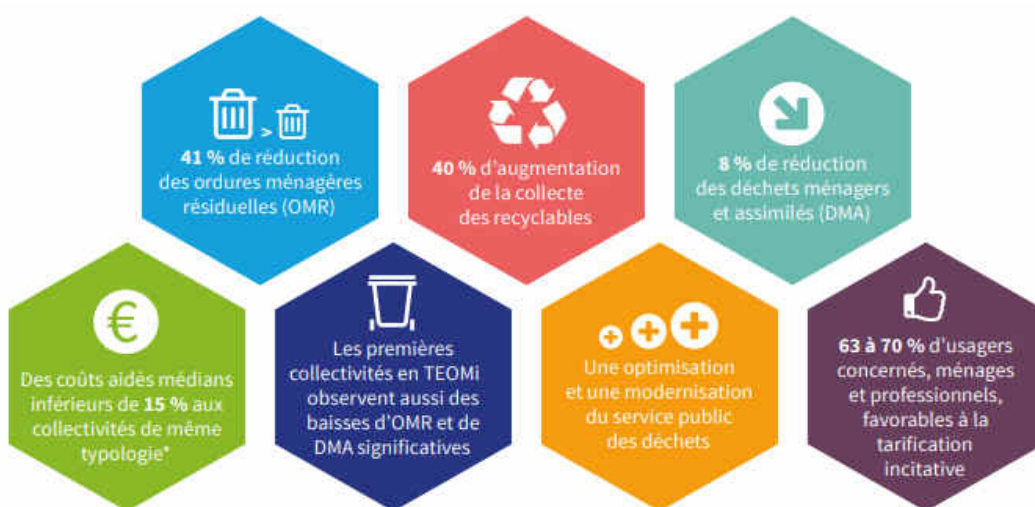 41 % de réduction
des ordures ménagères
résiduelles (OMR)
40 % d'augmentation
de la collecte
des recyclables
8 % de réduction
des déchets ménagers
et assimilés (DMA)
Des coûts aidés médians
inférieurs de 15 % aux
collectivités de même
typologie*
Les premières
collectivités en TEOMi
observent aussi des
baisses d'OMR et de
DMA significatives
Une optimisation
et une modernisation
du service public
des déchets
63 à 70 % d'usagers
concernés, ménages
et professionnels,
favorables à la
tarification
incitative